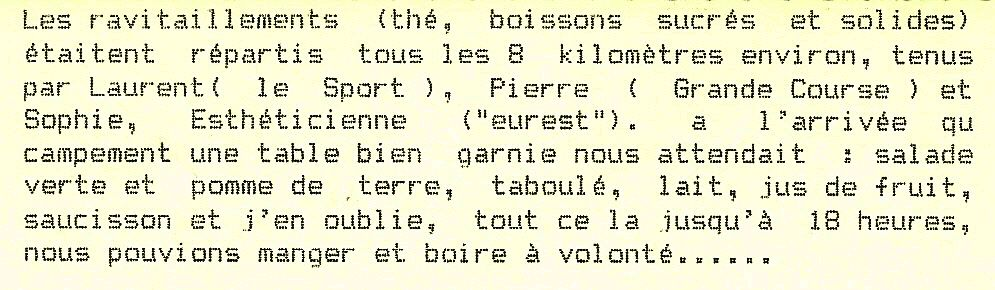 Les ravitaillements (thé, boissons sucrés et solides)
étaient répartis tous les 8 kilomètres environ, tenus
par Laurent( le Sport ), Pierre ( Grande Course ) et
Sophie, Esthéticienne ("eurest"). a l'arrivée qu
campement une table bien garnie nous attendait : salade
verte et pomme de terre, taboulé, lait, jus de fruit,
saucisson et j'en oublie, tout ce la jusqu'à 18 heures,
nous pouvions manger et boire à volonté......